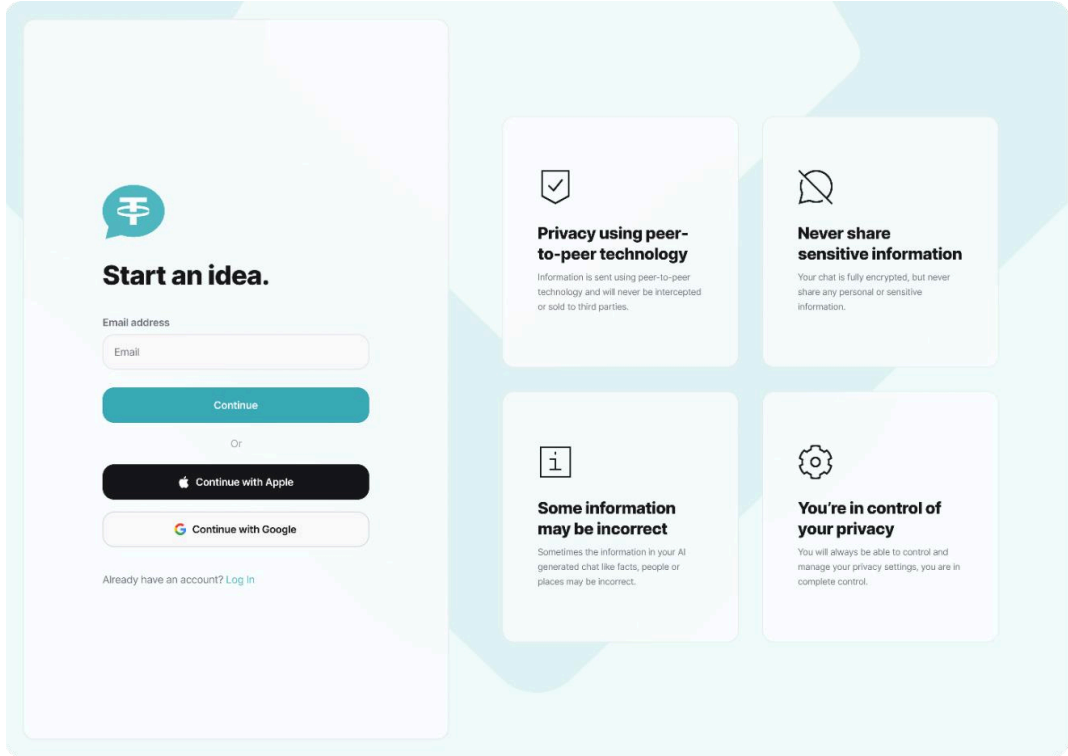 Start an idea.
Email address
Email
Continue
Or
Continue with Apple
Continue with Google
Already have an account? Log In
Privacy using peer-
to-peer technology
Information is sent using peer-to-peer
technology and will never be intercepted
or sold to third parties.
Never share
sensitive information
Your chat is fully encrypted, but never
share any personal or sensitive
information.
Some information
may be incorrect
Sometimes the information in your AI
generated chat like facts, people or
places may be incorrect.
You’re in control of
your privacy
You will always be able to control and
manage your privacy settings, you are in
complete control.